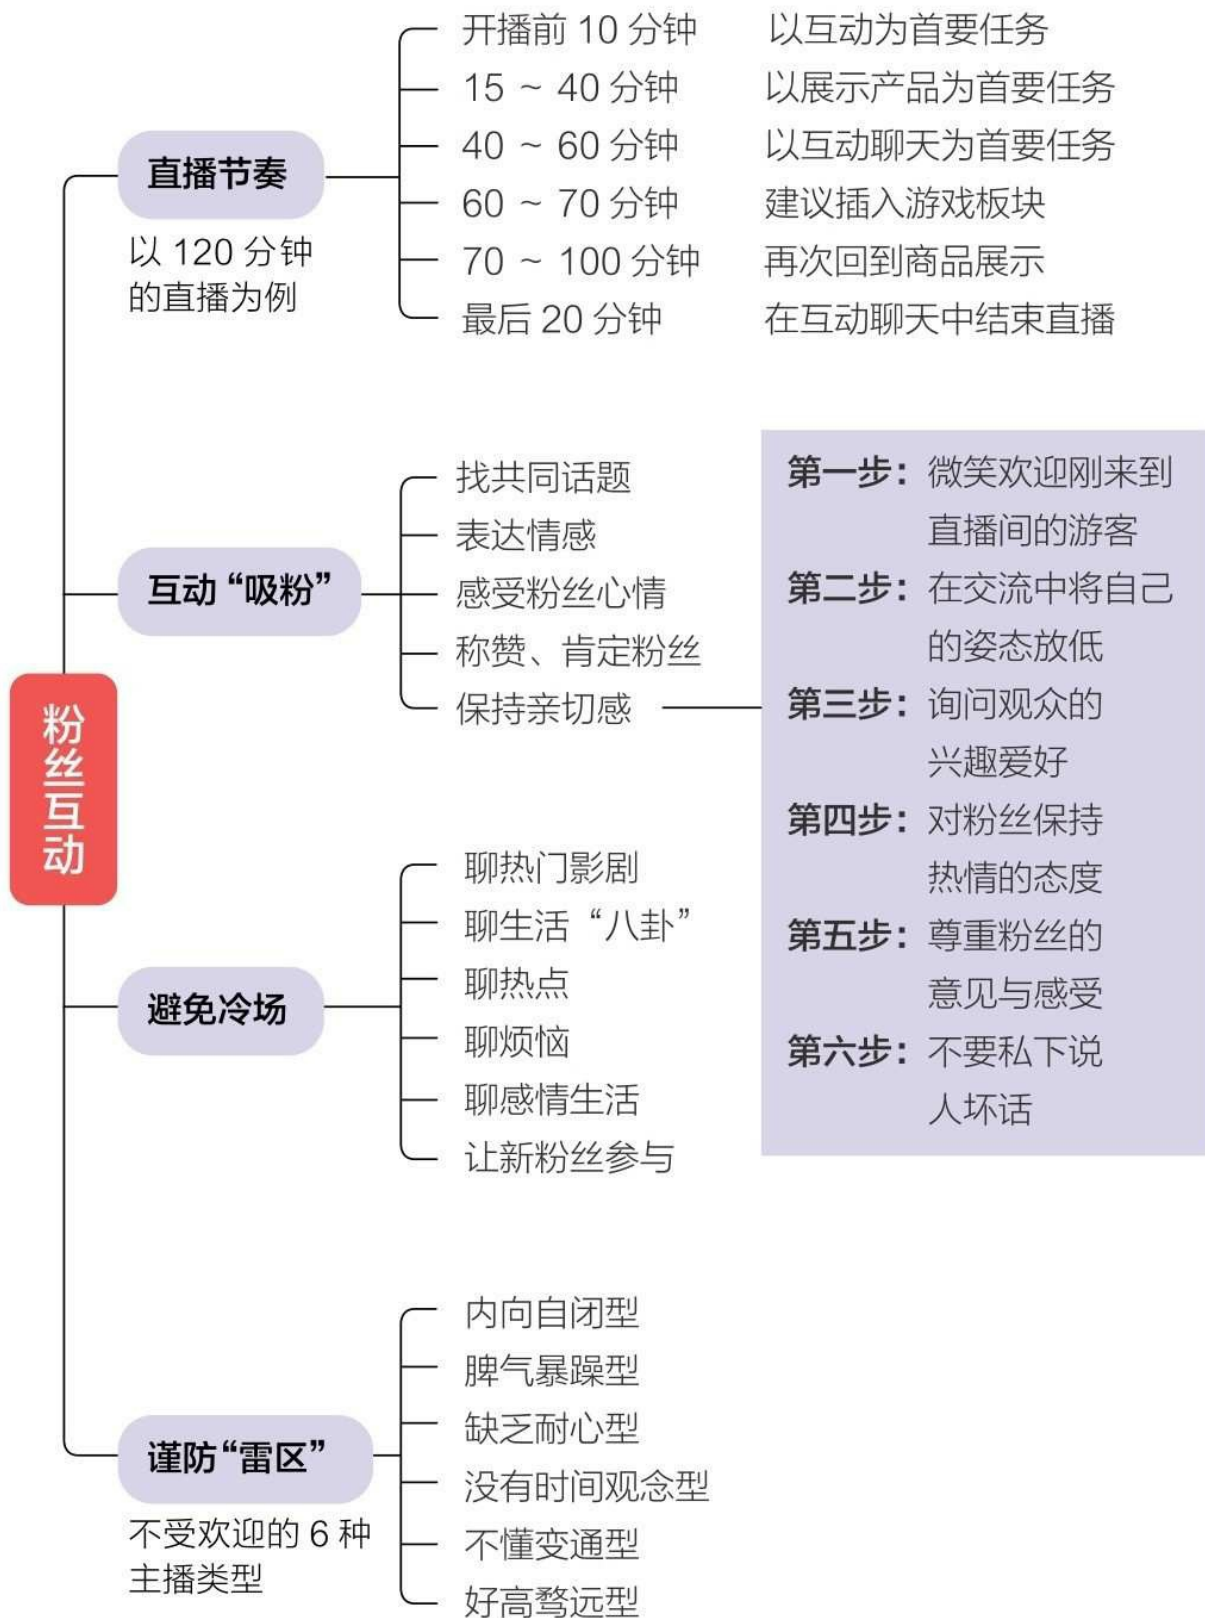 粉丝互动
直播节奏
以 120 分钟
的直播为例
开播前 10 分钟 以互动为首要任务
15 ~ 40 分钟 以展示产品为首要任务
40 ~ 60 分钟 以互动聊天为首要任务
60 ~ 70 分钟 建议插入游戏板块
70 ~ 100 分钟 再次回到商品展示
最后 20 分钟 在互动聊天中结束直播
互动“吸粉”
找共同话题
表达情感
感受粉丝心情
称赞、肯定粉丝
保持亲切感
第一步：微笑欢迎刚来到
直播间的游客
第二步：在交流中将自己
的姿态放低
第三步：询问观众的
兴趣爱好
第四步：对粉丝保持
热情的态度
第五步：尊重粉丝的
意见与感受
第六步：不要私下说
人坏话
避免冷场
聊热门影剧
聊生活“八卦”
聊热点
聊烦恼
聊感情生活
让新粉丝参与
谨防“雷区”
不受欢迎的 6 种
主播类型
内向自闭型
脾气暴躁型
缺乏耐心型
没有时间观念型
不懂变通型
好高骛远型